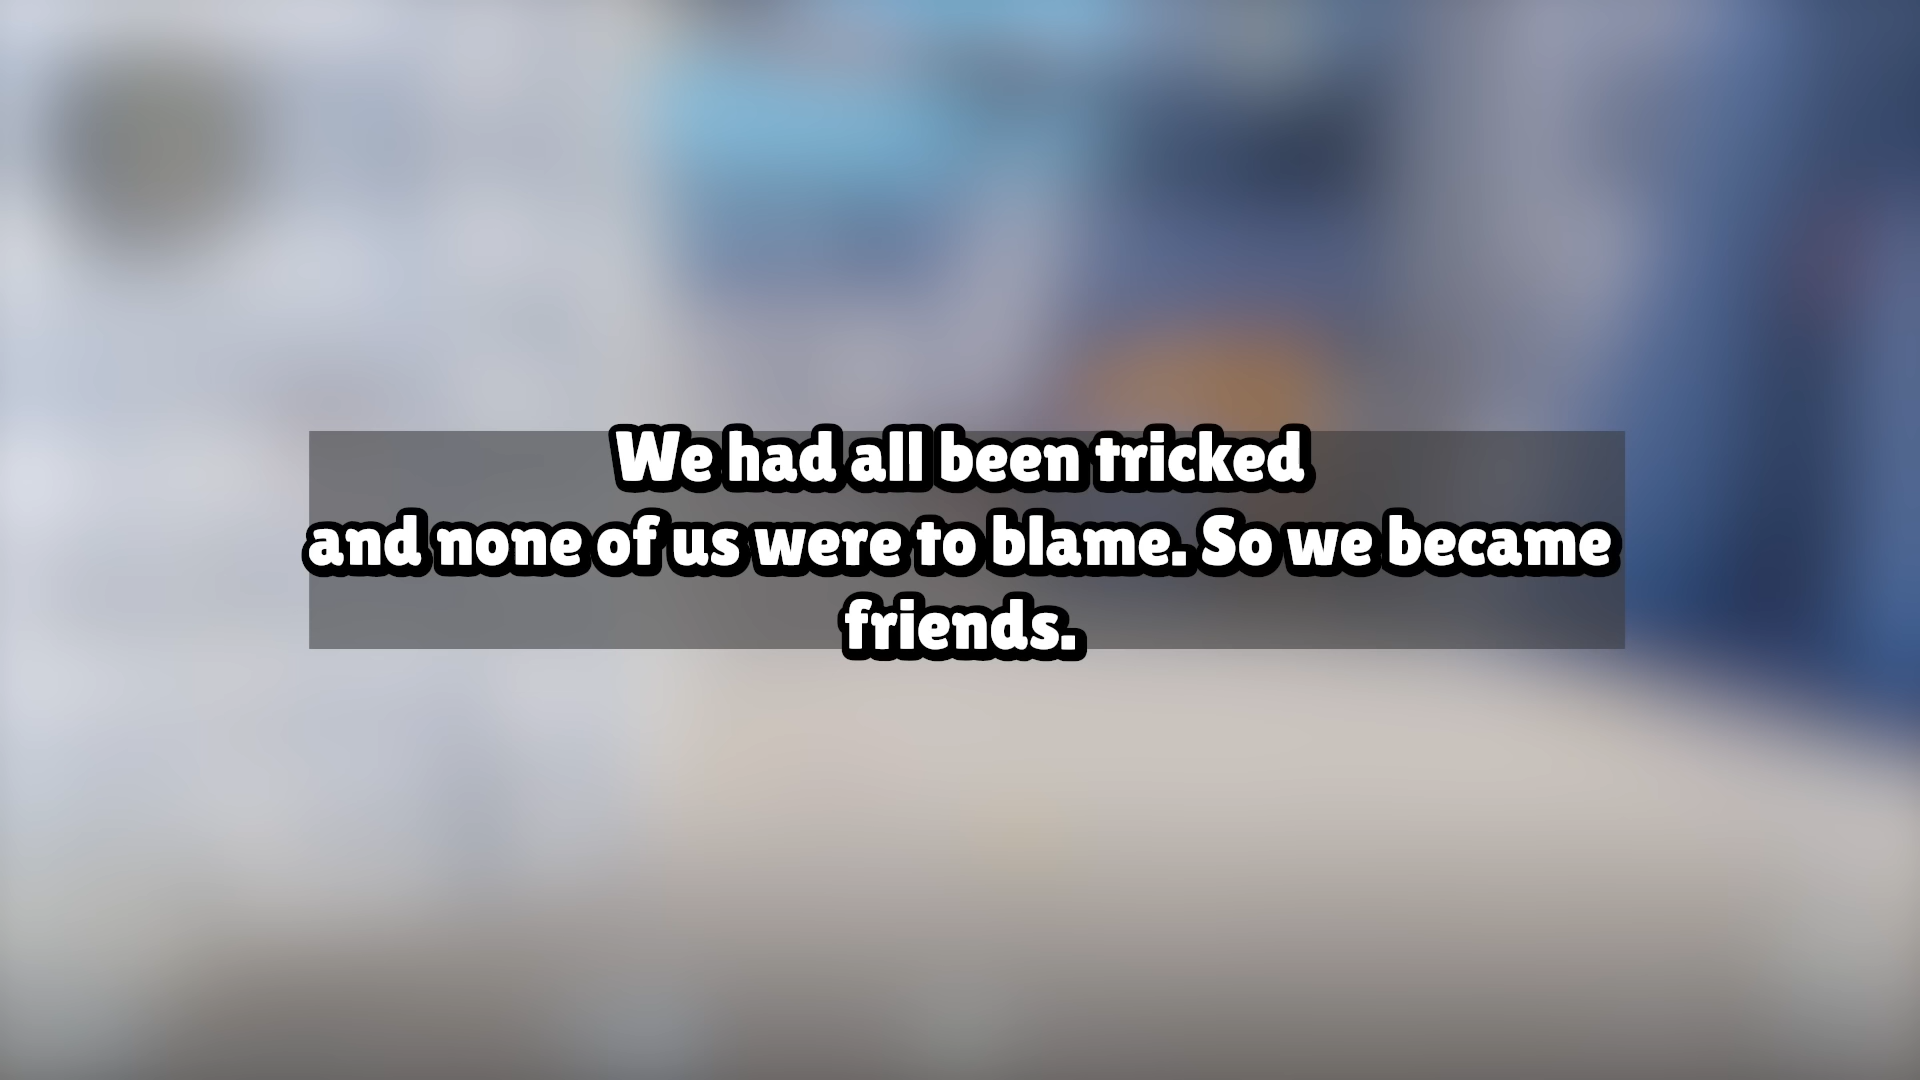 We had all been tricked
and none of us were to blame. So we became
friends.